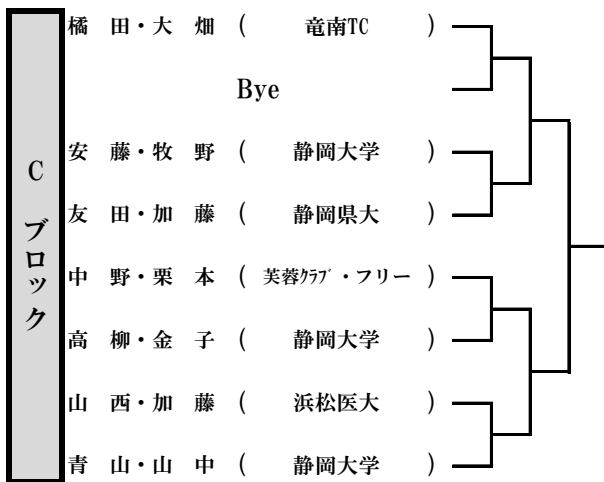 Cブロック
橘田・大畑 ( 竜南TC )
Bye
安藤・牧野 ( 静岡大学 )
友田・加藤 ( 静岡県大 )
中野・栗本 ( 芙蓉ｸﾗﾌﾞ・フリー )
高柳・金子 ( 静岡大学 )
山西・加藤 ( 浜松医大 )
青山・山中 ( 静岡大学 )